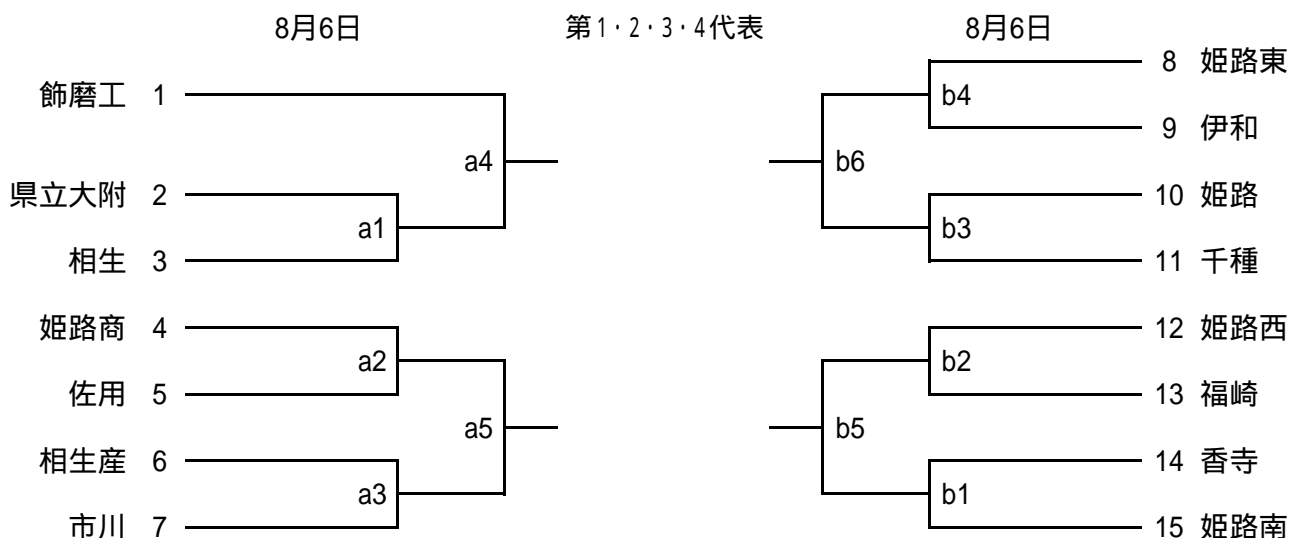 8月6日 第1・2・3・4代表 8月6日
8 姫路東
飾磨工 1 b4
9 伊和
a4 b6
県立大附 2 10 姫路
a1 b3
相生 3 11 千種
姫路商 4 12 姫路西
a2 b2
佐用 5 13 福崎
a5 b5
相生産 6 14 香寺
a3 b1
市川 7 15 姫路南